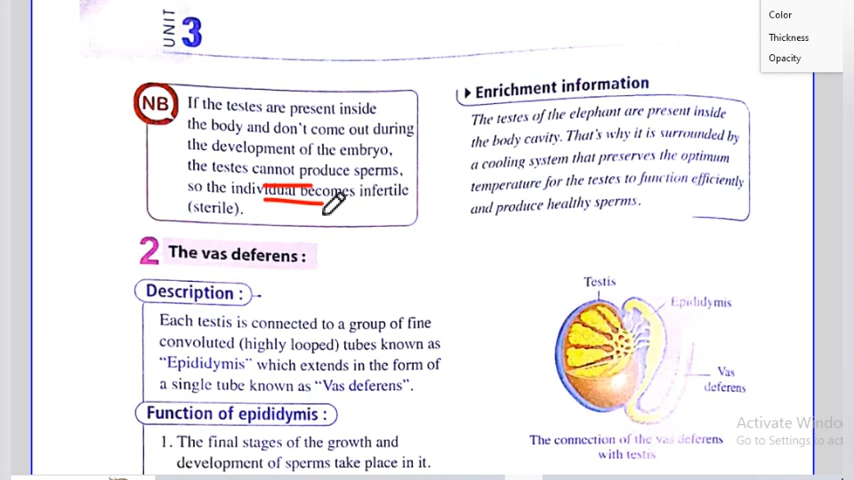 Color
Thickness
Opacity
UNIT
3
NB
If the testes are present inside
the body and don't come out during
the development of the embryo,
the testes cannot produce sperms,
so the individual becomes infertile
(sterile).
Enrichment information
The testes of the elephant are present inside
the body cavity. That's why it is surrounded by
a cooling system that preserves the optimum
temperature for the testes to function efficiently
and produce healthy sperms.
2 The vas deferens :
Description :
Each testis is connected to a group of fine
convoluted (highly looped) tubes known as
"Epididymis" which extends in the form of
a single tube known as "Vas deferens".
Function of epididymis :
1. The final stages of the growth and
development of sperms take place in it.
Testis
Epididymis
Vas
deferens
The connection of the vas deferens
with testis
Activate Windo
Go to Settings to act